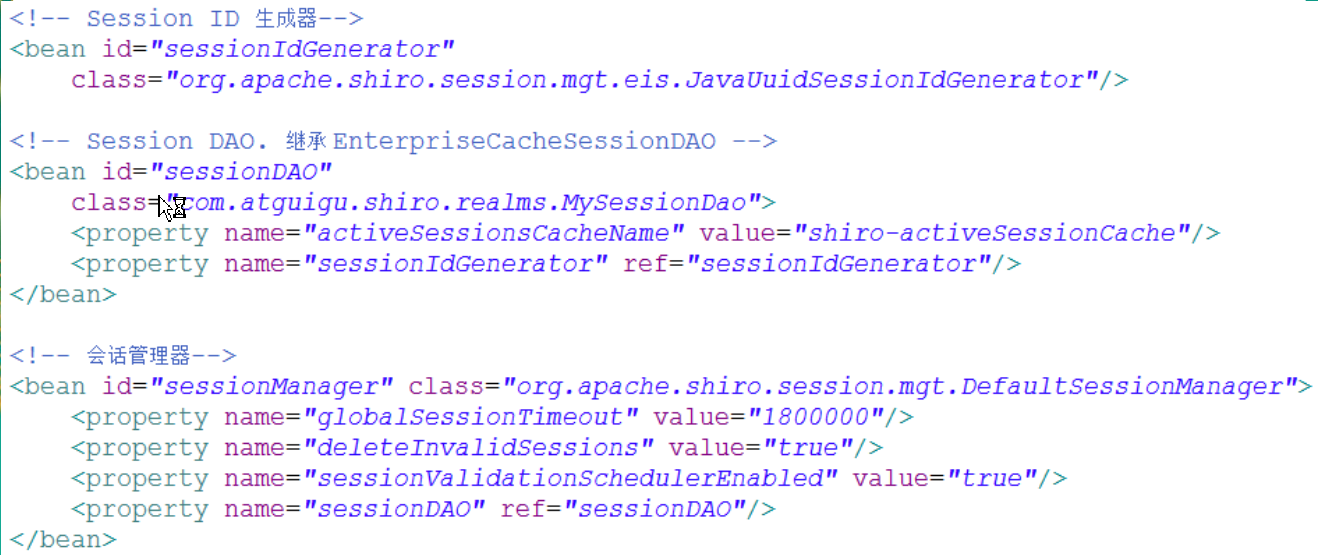 <!-- Session ID 生成器-->
<bean id="sessionIdGenerator"
    class="org.apache.shiro.session.mgt.eis.JavaUuidSessionIdGenerator"/>

<!-- Session DAO. 继承 EnterpriseCacheSessionDAO -->
<bean id="sessionDAO"
    class="com.atguigu.shiro.realms.MySessionDao">
    <property name="activeSessionsCacheName" value="shiro-activeSessionCache"/>
    <property name="sessionIdGenerator" ref="sessionIdGenerator"/>
</bean>

<!-- 会话管理器-->
<bean id="sessionManager" class="org.apache.shiro.session.mgt.DefaultSessionManager">
    <property name="globalSessionTimeout" value="1800000"/>
    <property name="deleteInvalidSessions" value="true"/>
    <property name="sessionValidationSchedulerEnabled" value="true"/>
    <property name="sessionDAO" ref="sessionDAO"/>
</bean>